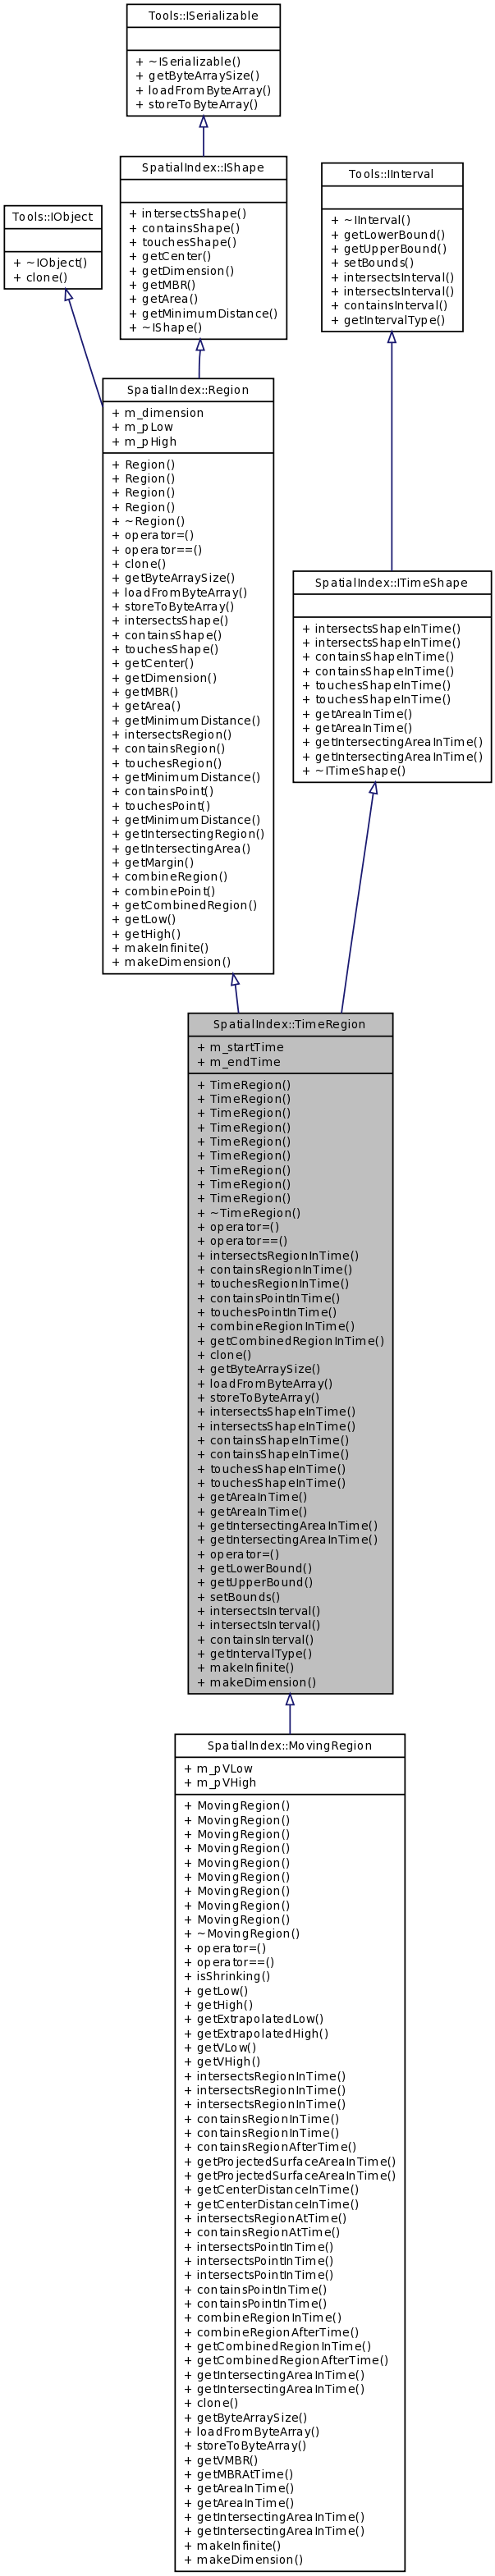 Tools::ISerializable
+ ~ISerializable()
+ getByteArraySize()
+ loadFromByteArray()
+ storeToByteArray()
SpatialIndex::IShape
+ intersectsShape()
+ containsShape()
+ touchesShape()
+ getCenter()
+ getDimension()
+ getMBR()
+ getArea()
+ getMinimumDistance()
+ ~IShape()
Tools::IInterval
+ ~IInterval()
+ getLowerBound()
+ getUpperBound()
+ setBounds()
+ intersectsInterval()
+ intersectsInterval()
+ containsInterval()
+ getIntervalType()
Tools::IObject
+ ~IObject()
+ clone()
SpatialIndex::Region
+ m_dimension
+ m_pLow
+ m_pHigh
+ Region()
+ Region()
+ Region()
+ Region()
+ ~Region()
+ operator=()
+ operator==()
+ clone()
+ getByteArraySize()
+ loadFromByteArray()
+ storeToByteArray()
+ intersectsShape()
+ containsShape()
+ touchesShape()
+ getCenter()
+ getDimension()
+ getMBR()
+ getArea()
+ getMinimumDistance()
+ intersectsRegion()
+ containsRegion()
+ touchesRegion()
+ getMinimumDistance()
+ containsPoint()
+ touchesPoint()
+ getMinimumDistance()
+ getIntersectingRegion()
+ getIntersectingArea()
+ getMargin()
+ combineRegion()
+ combinePoint()
+ getCombinedRegion()
+ getLow()
+ getHigh()
+ makeInfinite()
+ makeDimension()
SpatialIndex::ITimeShape
+ intersectsShapeInTime()
+ intersectsShapeInTime()
+ containsShapeInTime()
+ containsShapeInTime()
+ touchesShapeInTime()
+ touchesShapeInTime()
+ getAreaInTime()
+ getAreaInTime()
+ getIntersectingAreaInTime()
+ getIntersectingAreaInTime()
+ ~ITimeShape()
SpatialIndex::TimeRegion
+ m_startTime
+ m_endTime
+ TimeRegion()
+ TimeRegion()
+ TimeRegion()
+ TimeRegion()
+ TimeRegion()
+ TimeRegion()
+ TimeRegion()
+ TimeRegion()
+ TimeRegion()
+ ~TimeRegion()
+ operator=()
+ operator==()
+ intersectsRegionInTime()
+ containsRegionInTime()
+ touchesRegionInTime()
+ containsPointInTime()
+ touchesPointInTime()
+ combineRegionInTime()
+ getCombinedRegionInTime()
+ clone()
+ getByteArraySize()
+ loadFromByteArray()
+ storeToByteArray()
+ intersectsShapeInTime()
+ intersectsShapeInTime()
+ containsShapeInTime()
+ containsShapeInTime()
+ touchesShapeInTime()
+ touchesShapeInTime()
+ getAreaInTime()
+ getAreaInTime()
+ getIntersectingAreaInTime()
+ getIntersectingAreaInTime()
+ operator=()
+ getLowerBound()
+ getUpperBound()
+ setBounds()
+ intersectsInterval()
+ intersectsInterval()
+ containsInterval()
+ getIntervalType()
+ makeInfinite()
+ makeDimension()
SpatialIndex::MovingRegion
+ m_pVLow
+ m_pVHigh
+ MovingRegion()
+ MovingRegion()
+ MovingRegion()
+ MovingRegion()
+ MovingRegion()
+ MovingRegion()
+ MovingRegion()
+ MovingRegion()
+ MovingRegion()
+ ~MovingRegion()
+ operator=()
+ operator==()
+ isShrinking()
+ getLow()
+ getHigh()
+ getExtrapolatedLow()
+ getExtrapolatedHigh()
+ getVLow()
+ getVHigh()
+ intersectsRegionInTime()
+ intersectsRegionInTime()
+ intersectsRegionInTime()
+ containsRegionInTime()
+ containsRegionInTime()
+ containsRegionAfterTime()
+ getProjectedSurfaceAreaInTime()
+ getProjectedSurfaceAreaInTime()
+ getCenterDistanceInTime()
+ getCenterDistanceInTime()
+ intersectsRegionAtTime()
+ containsRegionAtTime()
+ intersectsPointInTime()
+ intersectsPointInTime()
+ intersectsPointInTime()
+ containsPointInTime()
+ containsPointInTime()
+ combineRegionInTime()
+ combineRegionAfterTime()
+ getCombinedRegionInTime()
+ getCombinedRegionAfterTime()
+ getIntersectingAreaInTime()
+ getIntersectingAreaInTime()
+ clone()
+ getByteArraySize()
+ loadFromByteArray()
+ storeToByteArray()
+ getVMBR()
+ getMBRAtTime()
+ getAreaInTime()
+ getAreaInTime()
+ getIntersectingAreaInTime()
+ getIntersectingAreaInTime()
+ makeInfinite()
+ makeDimension()